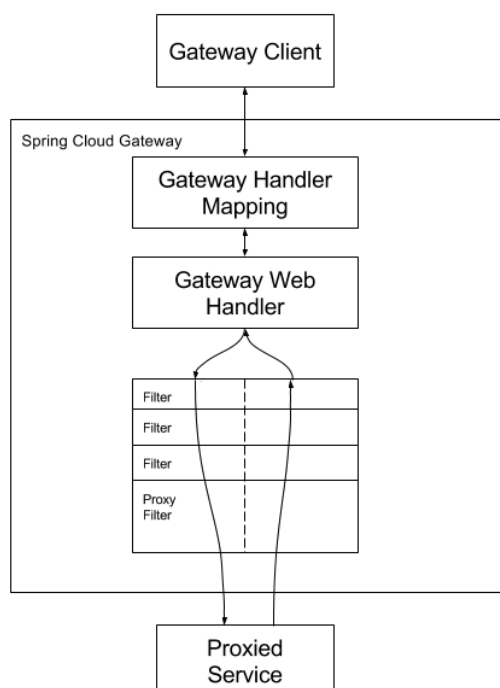 Gateway Client
Spring Cloud Gateway
Gateway Handler
Mapping
Gateway Web
Handler
Filter
Filter
Filter
Proxy
Filter
Proxied
Service